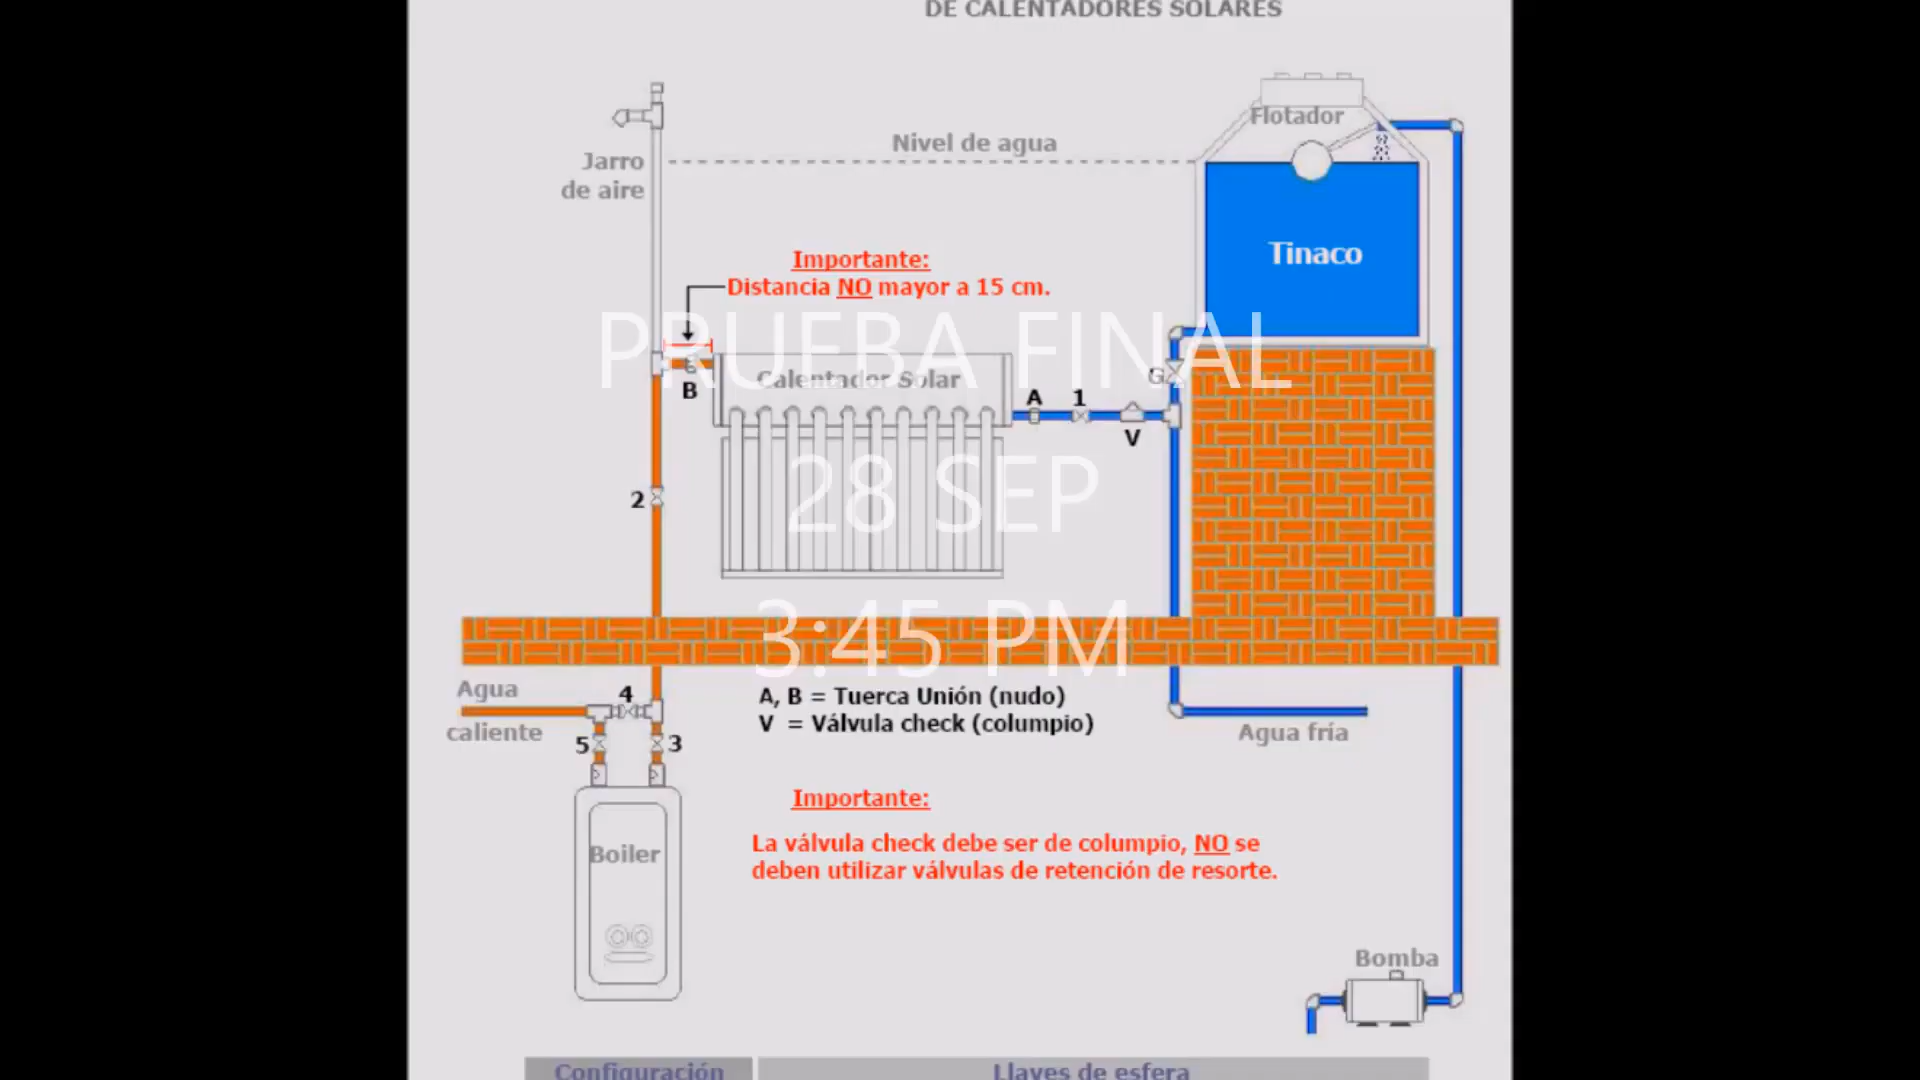 DE CALENTADORES SOLARES
Flotador
Nivel de agua
Jarro
de aire
Tinaco
Importante:
Distancia NO mayor a 15 cm.
PRUEBA FINAL
28 SEP
3:45 PM
Calentador Solar
G
B
A
1
V
2
Agua
caliente
4
5
3
A, B = Tuerca Unión (nudo)
V = Válvula check (columpio)
Agua fría
Importante:
La válvula check debe ser de columpio, NO se
deben utilizar válvulas de retención de resorte.
Boiler
Bomba
Configuración
Llaves de esfera